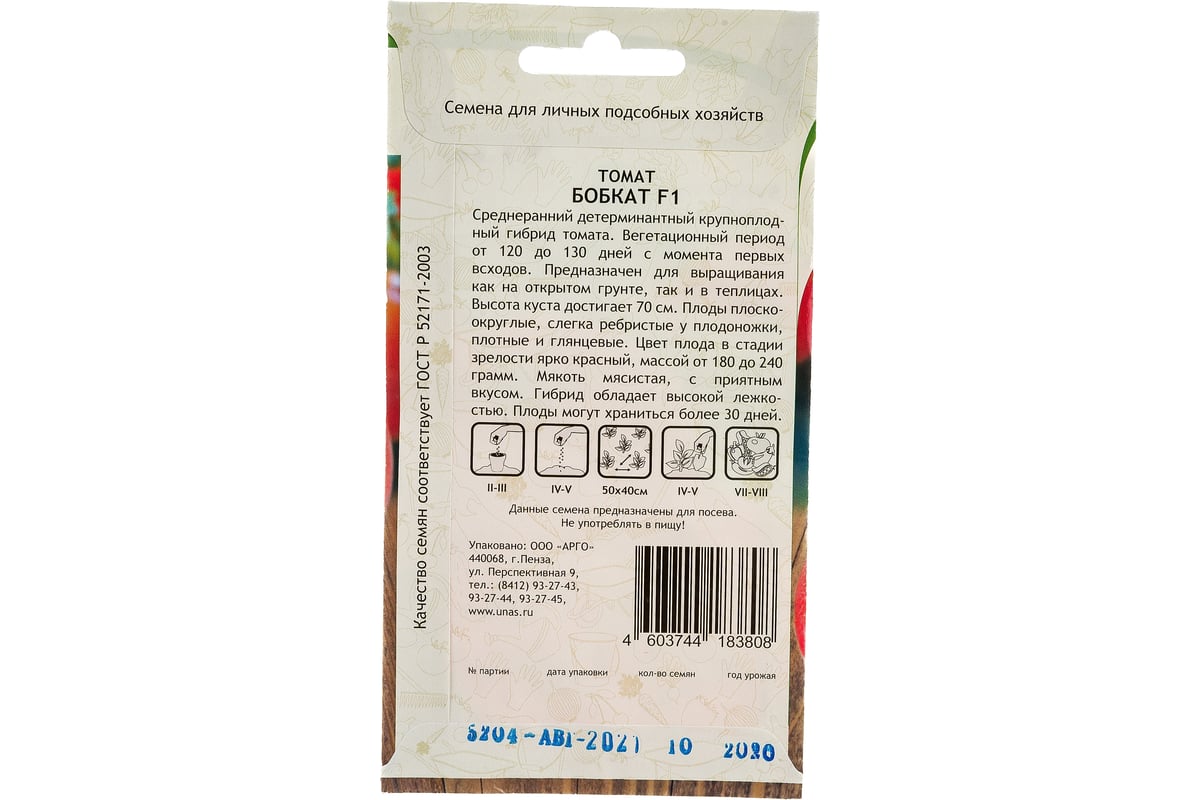 Семена для личных подсобных хозяйств
ТОМАТ
БОБКАТ F1
Среднеранний детерминантный крупноплод-
ный гибрид томата. Вегетационный период
от 120 до 130 дней с момента первых
всходов. Предназначен для выращивания
как на открытом грунте, так и в теплицах.
Высота куста достигает 70 см. Плоды плоско-
округлые, слегка ребристые у плодоножки,
плотные и глянцевые. Цвет плода в стадии
зрелости ярко красный, массой от 180 до 240
грамм. Мякоть мясистая, с приятным
вкусом. Гибрид обладает высокой лежко-
стью. Плоды могут храниться более 30 дней.
II-III IV-V 50х40см IV-V VII-VIII
Данные семена предназначены для посева.
Не употреблять в пищу!
Упаковано: ООО «АРГО»
440068, г.Пенза,
ул. Перспективная 9,
тел.: (8412) 93-27-43,
93-27-44, 93-27-45,
www.unas.ru
4 603744 183808
№ партии дата упаковки кол-во семян год урожая
5204-АВГ-2021 10 2020
Качество семян соответствует ГОСТ Р 52171-2003